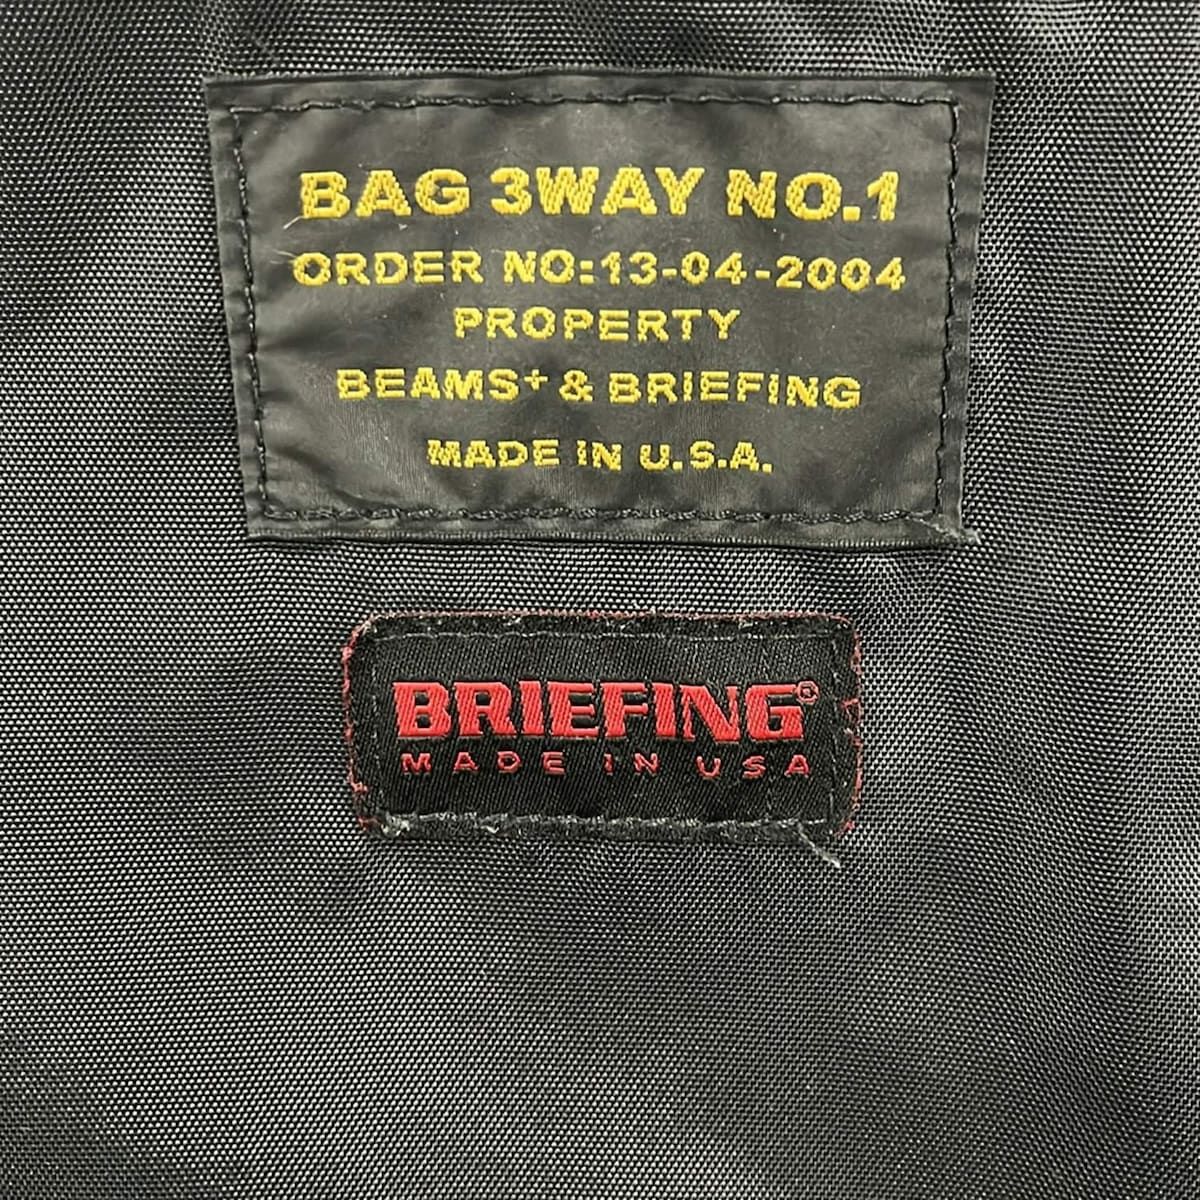 BAG 3WAY NO.1
ORDER NO:13-04-2004
PROPERTY
BEAMS+ & BRIEFING
MADE IN U.S.A.
BRIEFING®
MADE IN USA